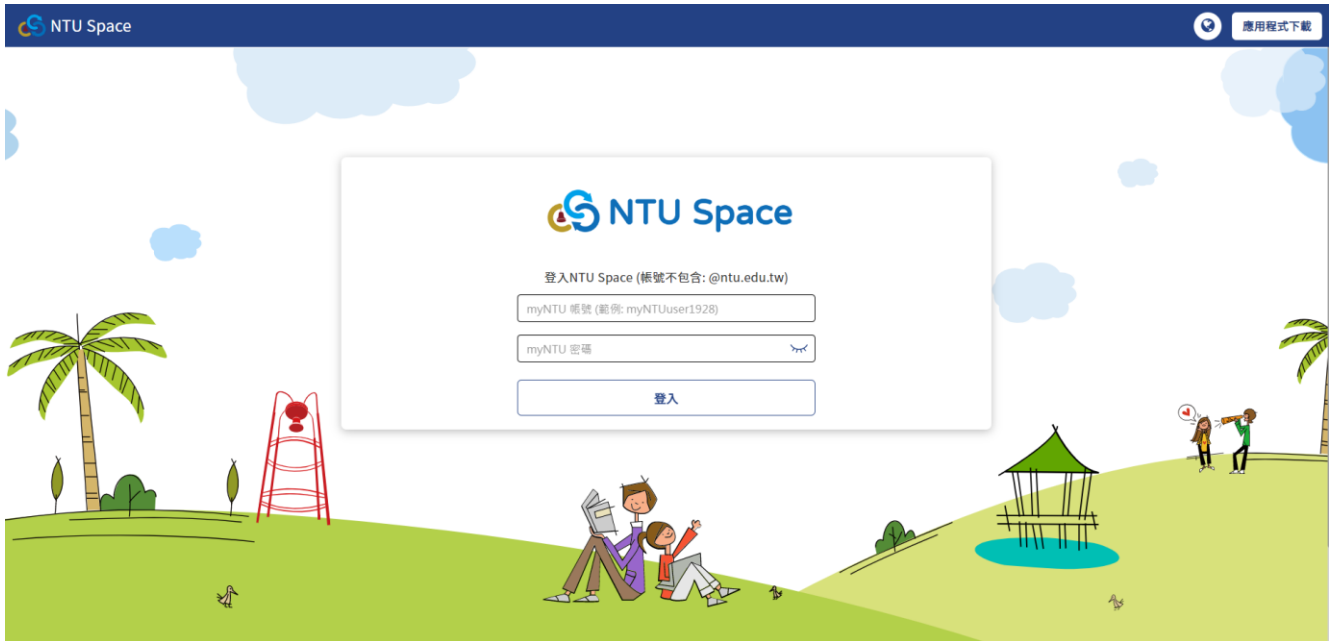 NTU Space
應用程式下載
NTU Space
登入NTU Space (帳號不包含: @ntu.edu.tw)
myNTU 帳號 (範例: myNTUuser1928)
myNTU 密碼
登入